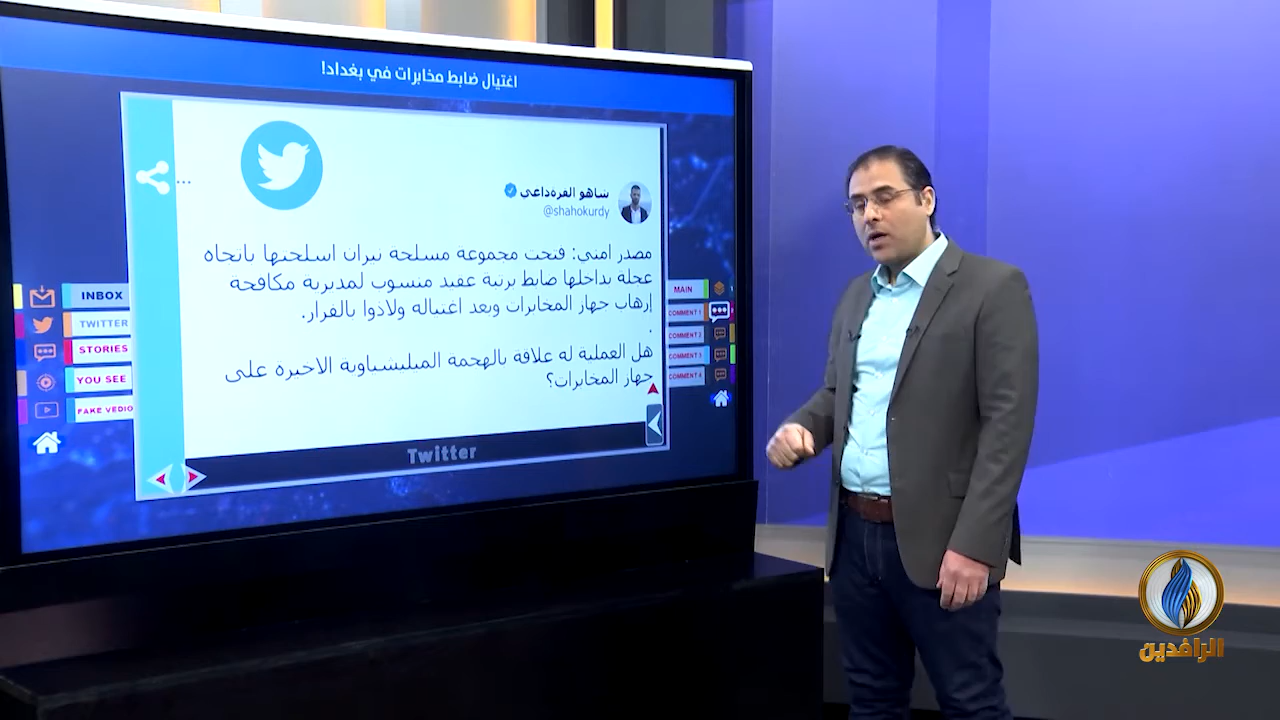 اغتيال ضابط مخابرات في بغداد!
شاهو القرةداغي
@shahokurdy
مصدر امني: فتحت مجموعة مسلحة نيران اسلحتها باتجاه
عجلة بداخلها ضابط برتبة عقيد منسوب لمديرية مكافحة
إرهاب جهاز المخابرات وبعد اغتياله ولاذوا بالفرار.
.
هل العملية له علاقة بالهجمة الميليشياوية الاخيرة على
جهاز المخابرات؟
Twitter
INBOX
TWITTER
STORIES
YOU SEE
FAKE VEDIO
MAIN
COMMENT 1
COMMENT 2
COMMENT 3
COMMENT 4
الرافدين